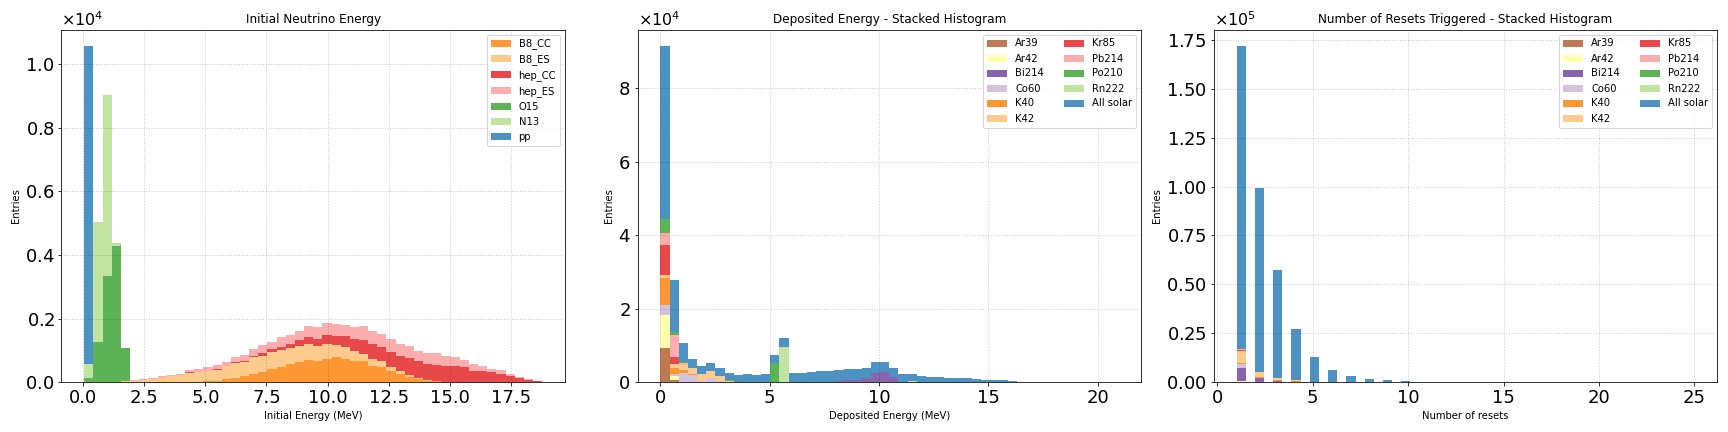 Initial Neutrino Energy
×10⁴
1.0
0.8
0.6
0.4
0.2
0.0
Entries
0.0 2.5 5.0 7.5 10.0 12.5 15.0 17.5
Initial Energy (MeV)
B8_CC
B8_ES
hep_CC
hep_ES
O15
N13
pp
Deposited Energy - Stacked Histogram
×10⁴
8
6
4
2
0
Entries
0 5 10 15 20
Deposited Energy (MeV)
Ar39 Kr85
Ar42 Pb214
Bi214 Po210
Co60 Rn222
K40 All solar
K42
Number of Resets Triggered - Stacked Histogram
×10⁵
1.75
1.50
1.25
1.00
0.75
0.50
0.25
0.00
Entries
0 5 10 15 20 25
Number of resets
Ar39 Kr85
Ar42 Pb214
Bi214 Po210
Co60 Rn222
K40 All solar
K42